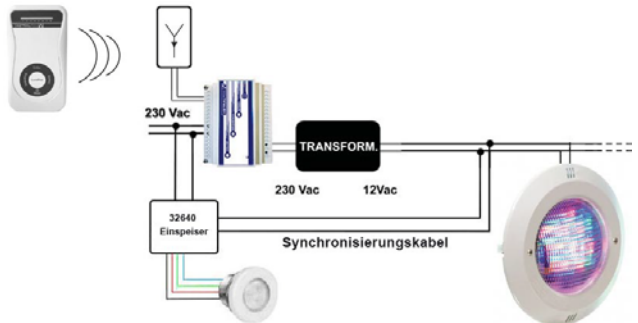 230 Vac
TRANSFORM.
230 Vac
12Vac
32640
Einspeiser
Synchronisierungskabel